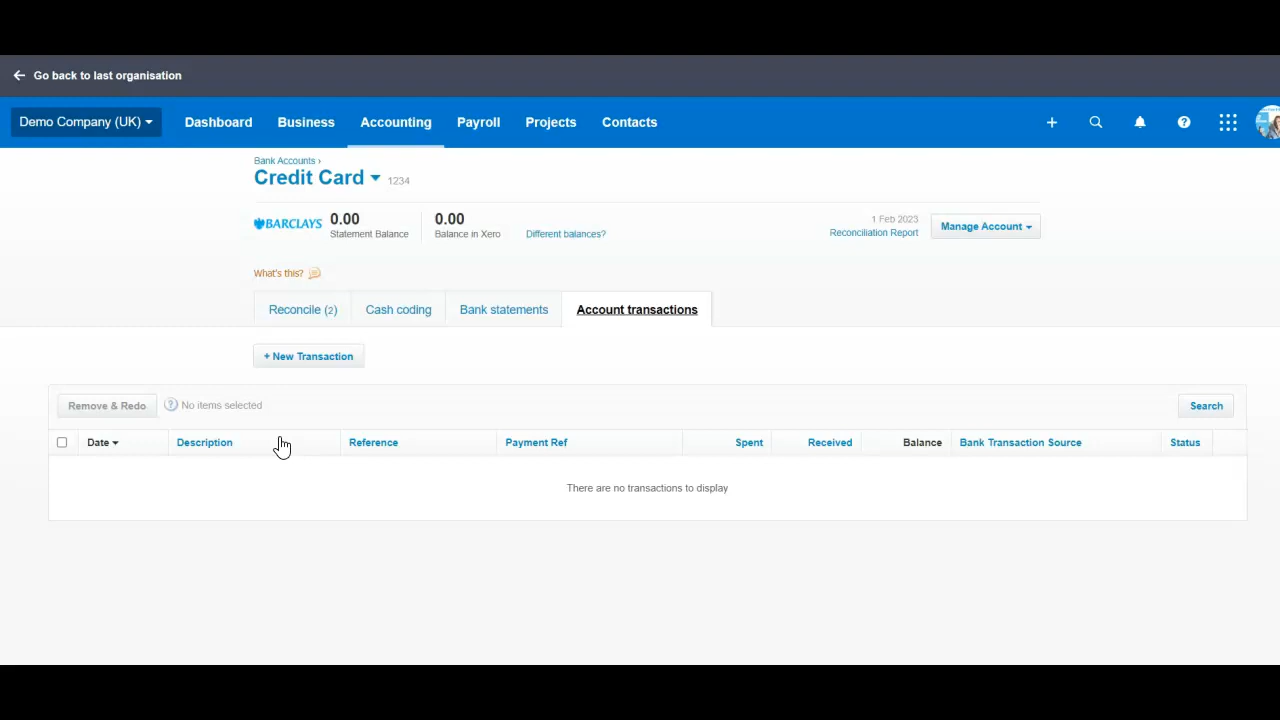 Go back to last organisation
Demo Company (UK) Dashboard Business Accounting Payroll Projects Contacts
Bank Accounts ›
Credit Card 1234
BARCLAYS 0.00 0.00 1 Feb 2023 Manage Account
Statement Balance Balance in Xero Different balances? Reconciliation Report
What's this?
Reconcile (2) Cash coding Bank statements Account transactions
+ New Transaction
Remove & Redo ? No items selected Search
Date Description Reference Payment Ref Spent Received Balance Bank Transaction Source Status
There are no transactions to display